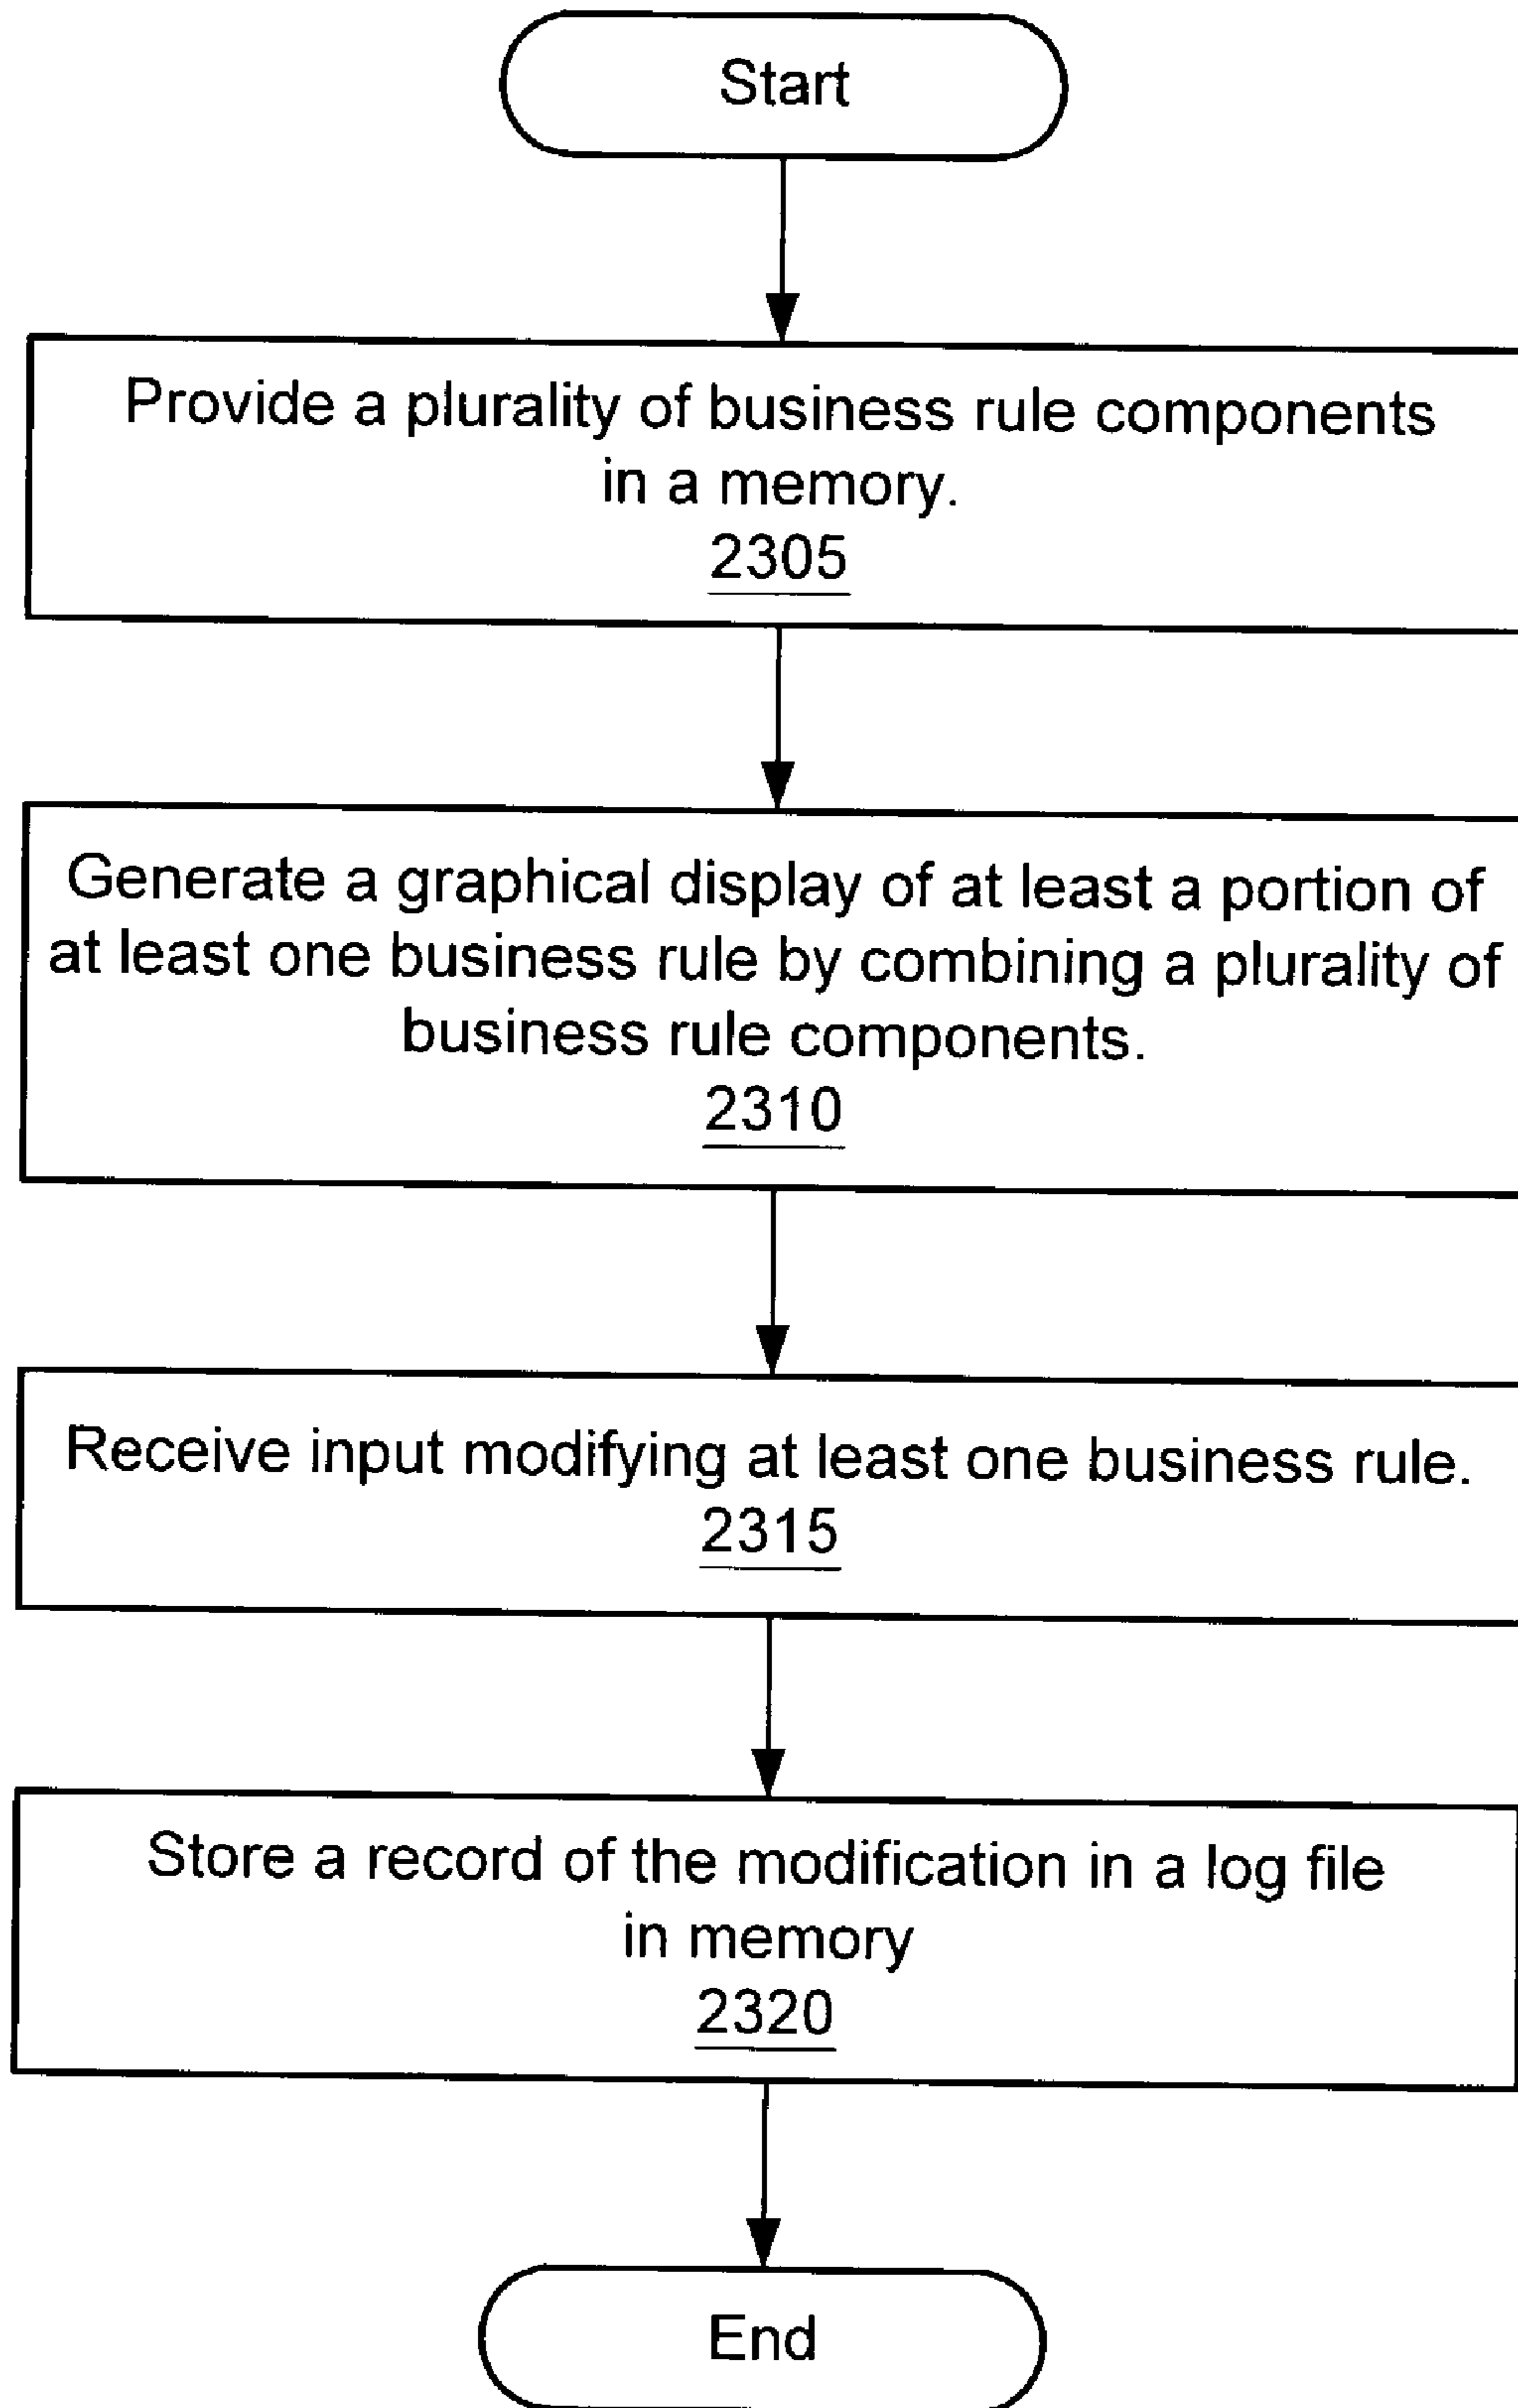 Start
Provide a plurality of business rule components
in a memory.
2305
Generate a graphical display of at least a portion of
at least one business rule by combining a plurality of
business rule components.
2310
Receive input modifying at least one business rule.
2315
Store a record of the modification in a log file
in memory
2320
End